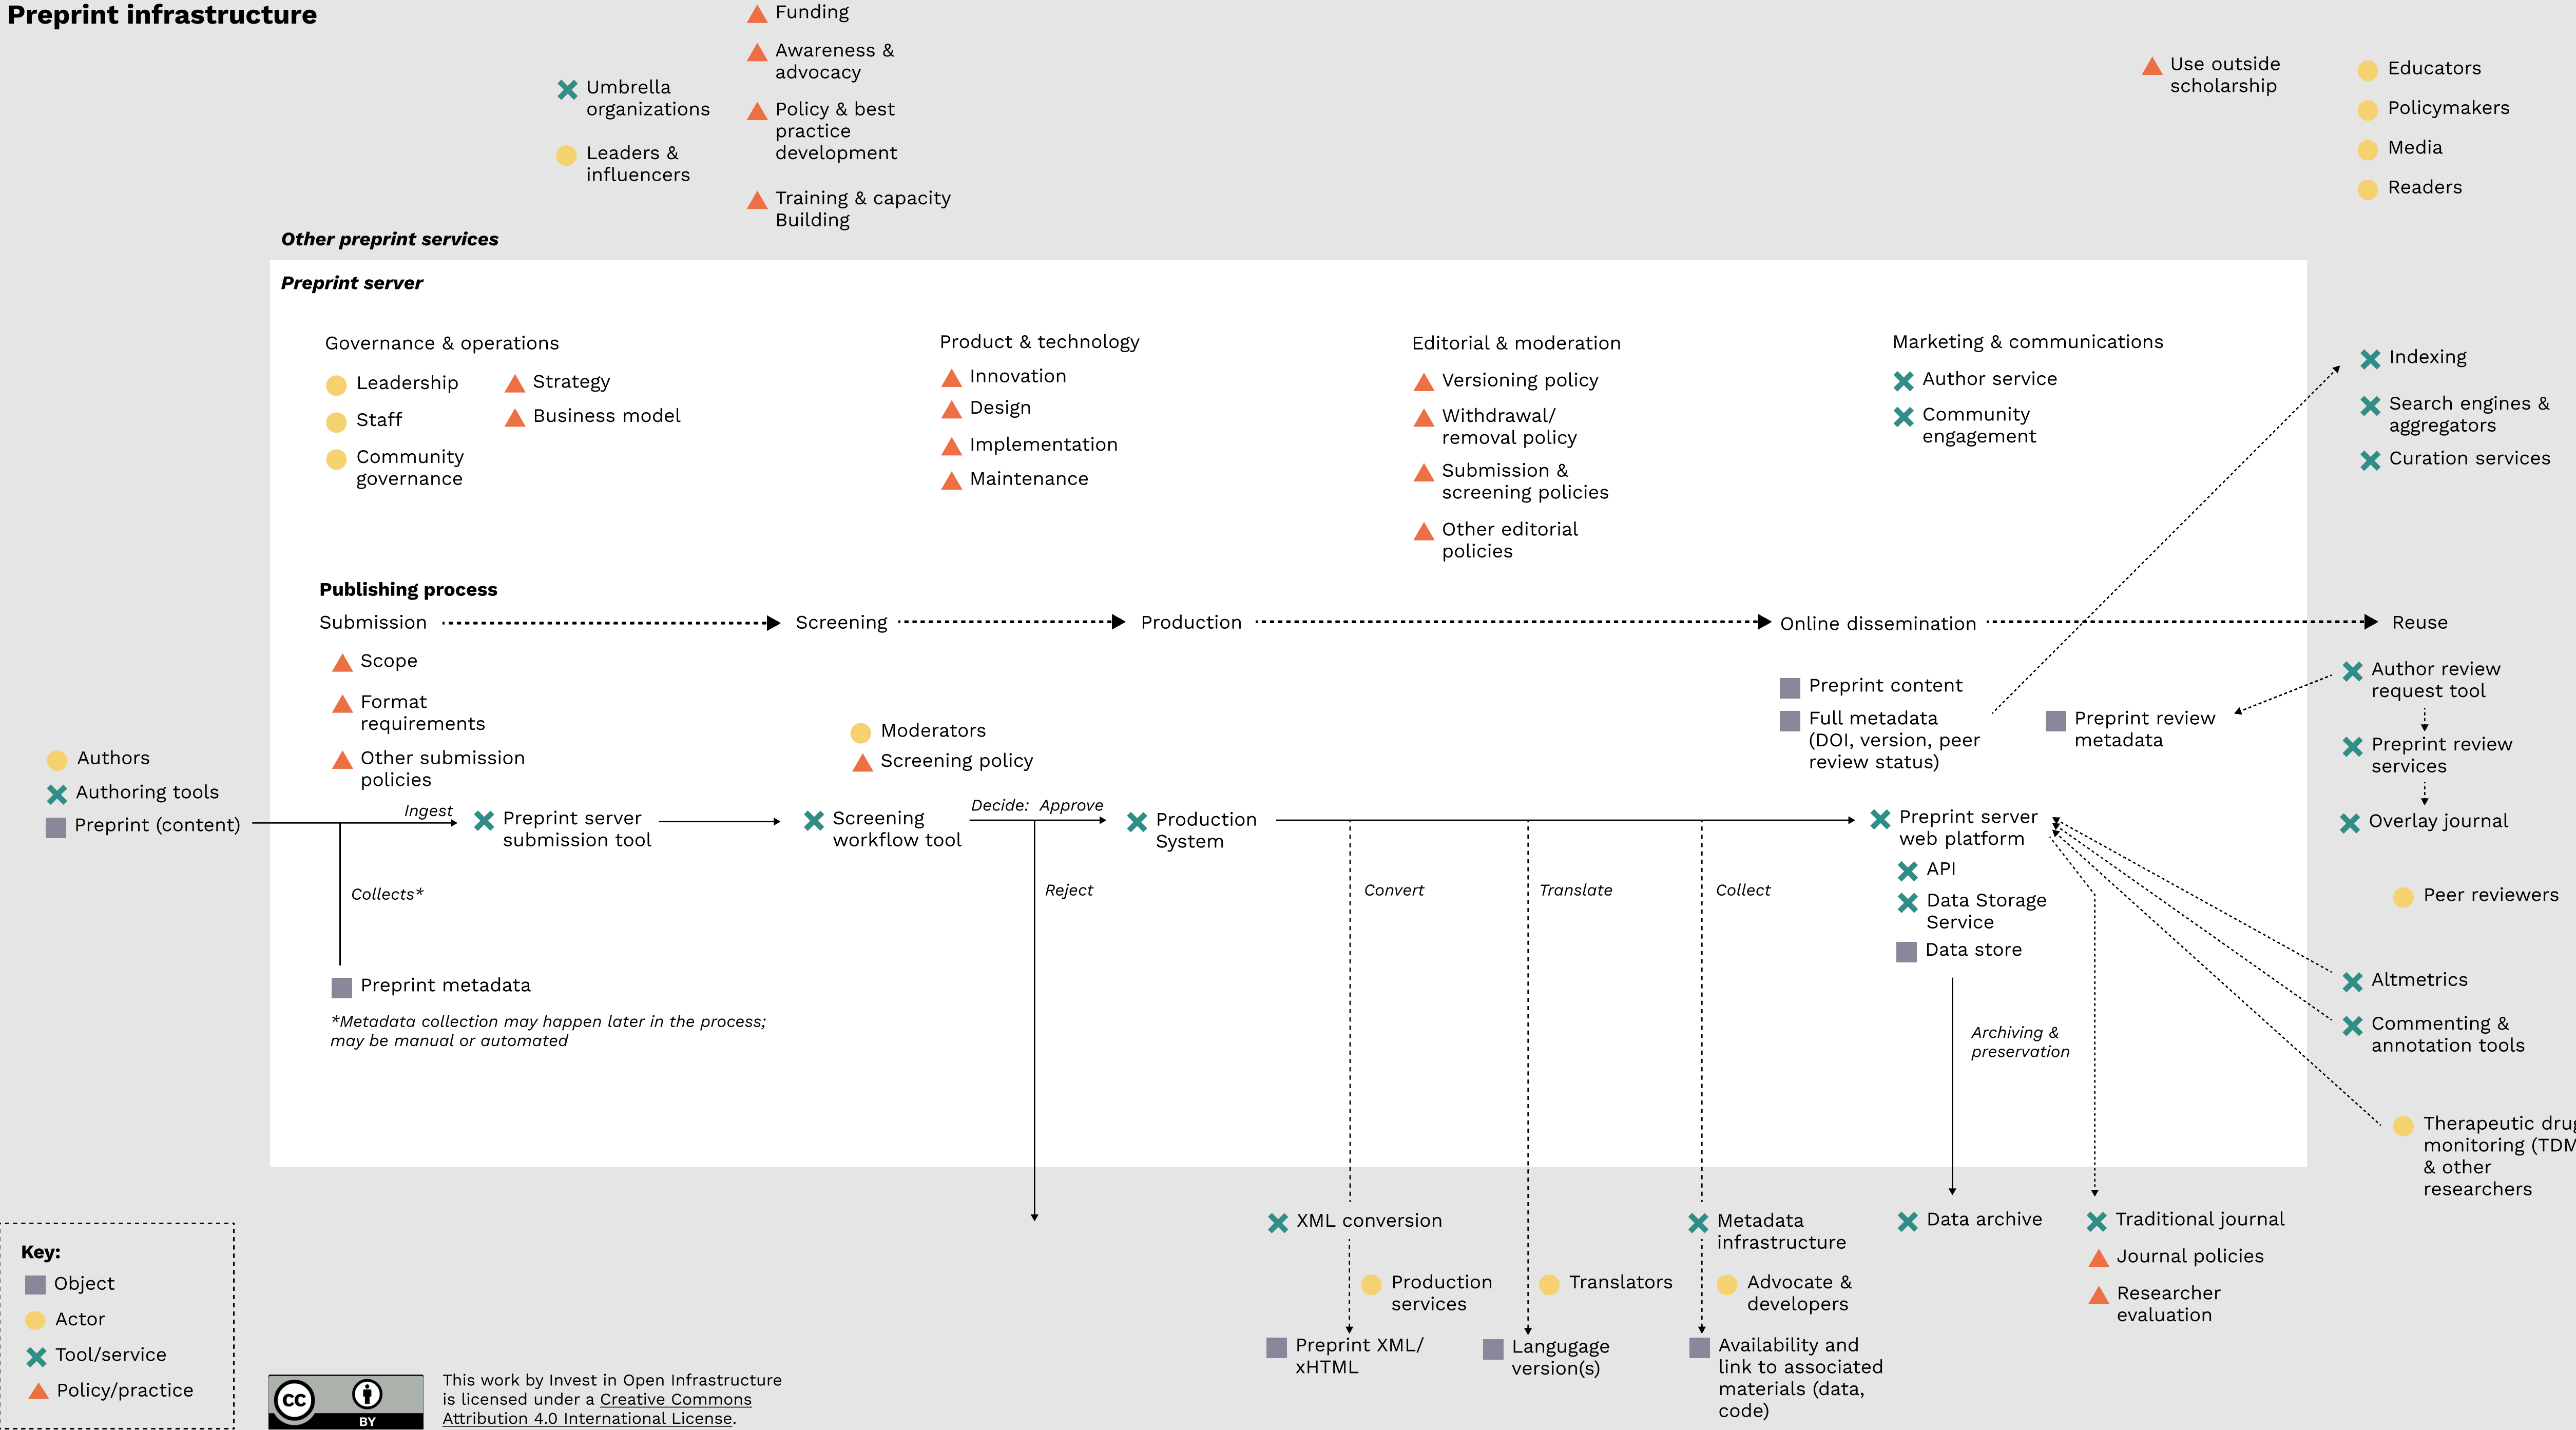 Preprint infrastructure
Funding
Awareness &
advocacy
Umbrella
organizations
Policy & best
practice
development
Leaders &
influencers
Training & capacity
Building
Use outside
scholarship
Educators
Policymakers
Media
Readers
Other preprint services
Preprint server
Governance & operations
Leadership
Staff
Community
governance
Strategy
Business model
Product & technology
Innovation
Design
Implementation
Maintenance
Editorial & moderation
Versioning policy
Withdrawal/
removal policy
Submission &
screening policies
Other editorial
policies
Marketing & communications
Author service
Community
engagement
Indexing
Search engines &
aggregators
Curation services
Publishing process
Submission
Screening
Production
Online dissemination
Reuse
Scope
Format
requirements
Other submission
policies
Moderators
Screening policy
Preprint content
Full metadata
(DOI, version, peer
review status)
Preprint review
metadata
Author review
request tool
Preprint review
services
Overlay journal
Peer reviewers
Authors
Authoring tools
Preprint (content)
Ingest
Preprint server
submission tool
Screening
workflow tool
Decide: Approve
Production
System
Preprint server
web platform
API
Data Storage
Service
Data store
Collects*
Reject
Convert
Translate
Collect
Preprint metadata
*Metadata collection may happen later in the process;
may be manual or automated
Archiving &
preservation
Altmetrics
Commenting &
annotation tools
Therapeutic drug
monitoring (TDM
& other
researchers
XML conversion
Metadata
infrastructure
Data archive
Traditional journal
Journal policies
Researcher
evaluation
Production
services
Translators
Advocate &
developers
Preprint XML/
xHTML
Langugage
version(s)
Availability and
link to associated
materials (data,
code)
Key:
Object
Actor
Tool/service
Policy/practice
cc
BY
This work by Invest in Open Infrastructure
is licensed under a Creative Commons
Attribution 4.0 International License.